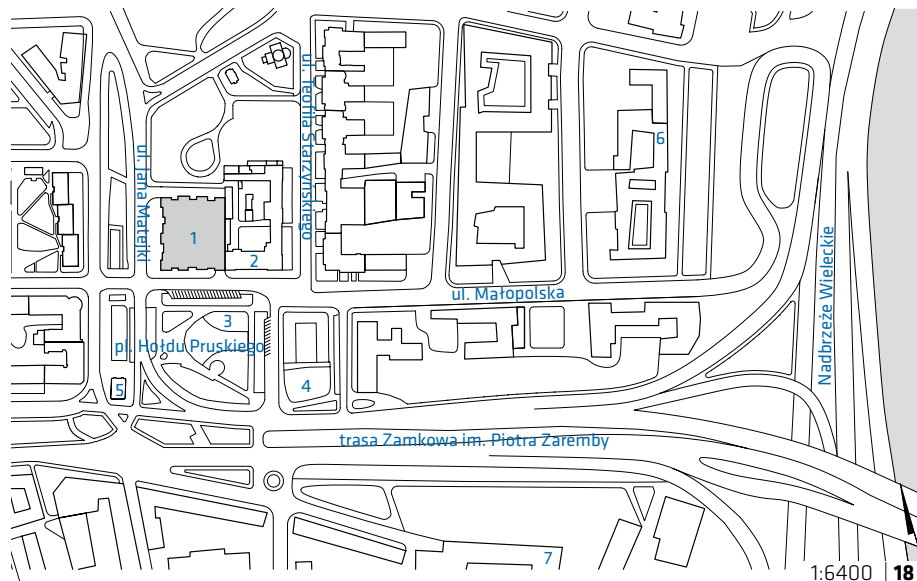 ul. Teofila Starzyńskiego
6
ul. Jana Matejki
1
2
Nadbrzeże Wieleckie
ul. Małopolska
3
pl. Hołdu Pruskiego
4
5
trasa Zamkowa im. Piotra Zaremby
7
1:6400 | 18